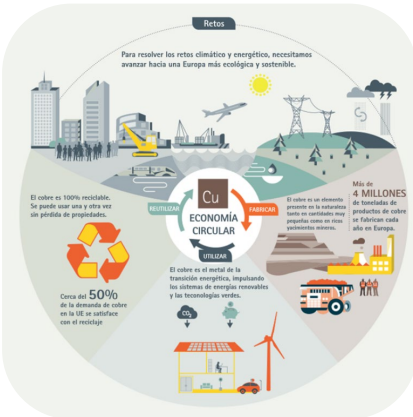 Retos
Para resolver los retos climático y energético, necesitamos
avanzar hacia una Europa más ecológica y sostenible.
El cobre es 100% reciclable.
Se puede usar una y otra vez
sin pérdida de propiedades.
Cerca del 50%
de la demanda de cobre
en la UE se satisface
con el reciclaje
REUTILIZAR
Cu
ECONOMÍA
CIRCULAR
FABRICAR
UTILIZAR
El cobre es un elemento
presente en la naturaleza
tanto en cantidades muy
pequeñas como en ricos
yacimientos mineros.
Más de
4 MILLONES
de toneladas de
productos de cobre
se fabrican cada
año en Europa.
El cobre es el metal de la
transición energética, impulsando
los sistemas de energías renovables
y las tecnologías verdes.
CO₂